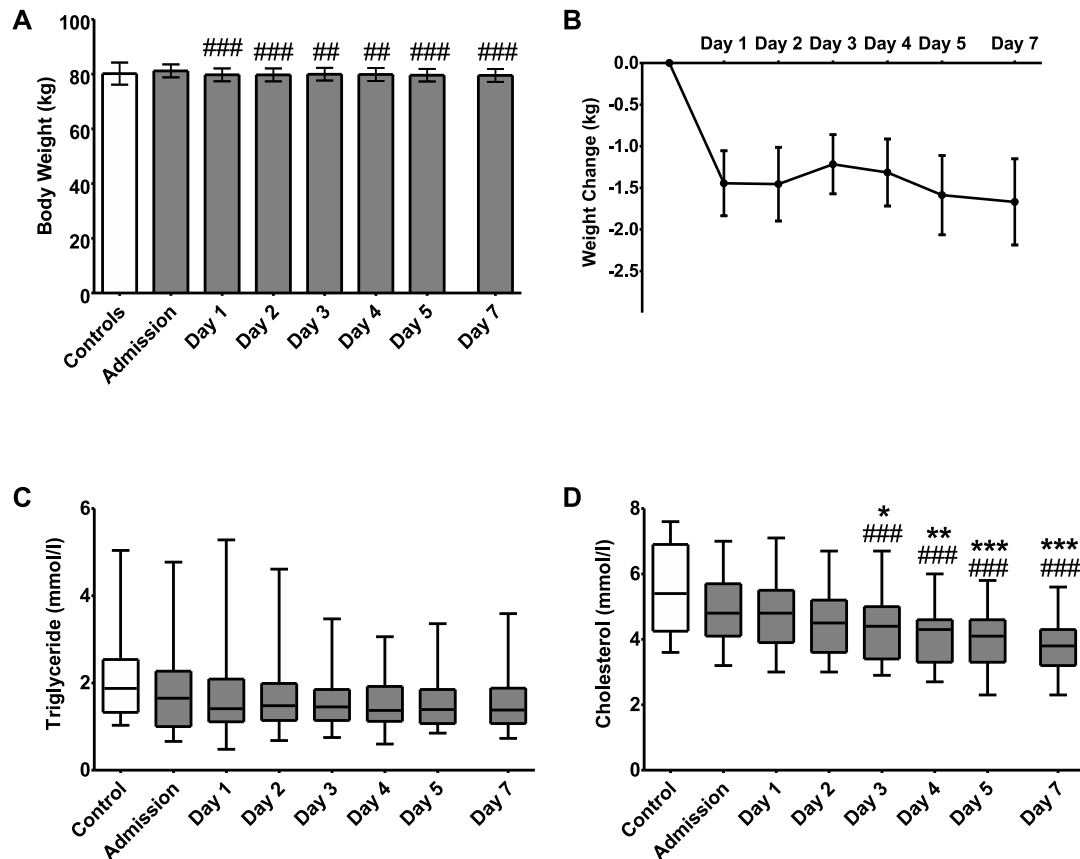 A
Body Weight (kg)
100
80
60
40
20
0
### ### ## ## ### ###
Controls
Admission
Day 1
Day 2
Day 3
Day 4
Day 5
Day 7
B
Day 1 Day 2 Day 3 Day 4 Day 5 Day 7
Weight Change (kg)
0.0
-0.5
-1.0
-1.5
-2.0
-2.5
C
Triglyceride (mmol/l)
6
4
2
0
Control
Admission
Day 1
Day 2
Day 3
Day 4
Day 5
Day 7
D
Cholesterol (mmol/l)
8
6
4
2
0
* ** *** ***
### ### ### ###
Control
Admission
Day 1
Day 2
Day 3
Day 4
Day 5
Day 7